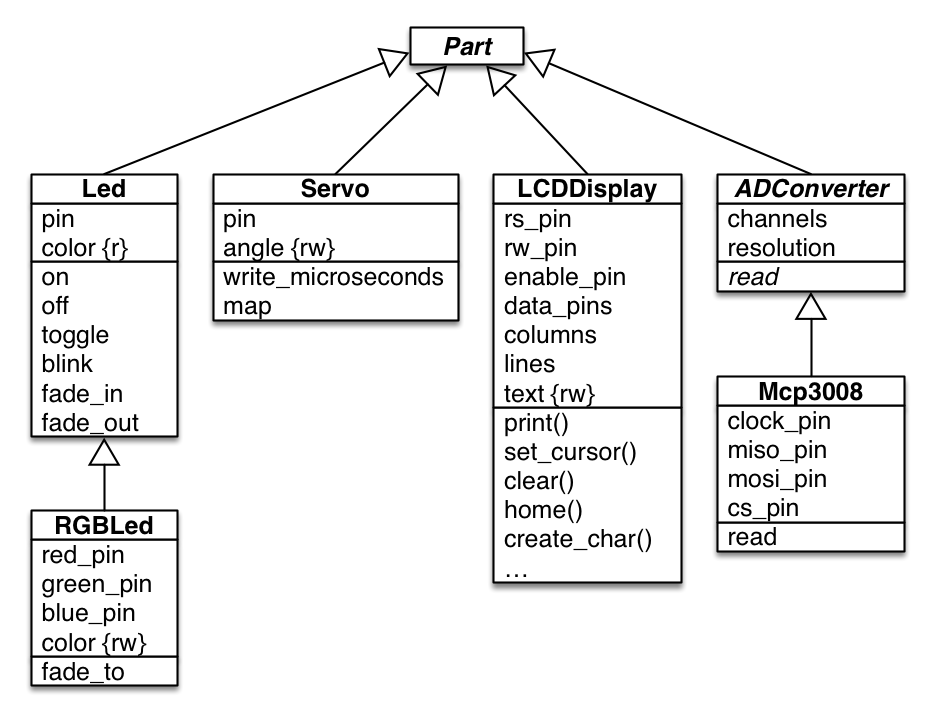 Part
Led
pin
color {r}
on
off
toggle
blink
fade_in
fade_out
Servo
pin
angle {rw}
write_microseconds
map
LCDDisplay
rs_pin
rw_pin
enable_pin
data_pins
columns
lines
text {rw}
print()
set_cursor()
clear()
home()
create_char()
…
ADConverter
channels
resolution
read
Mcp3008
clock_pin
miso_pin
mosi_pin
cs_pin
read
RGBLed
red_pin
green_pin
blue_pin
color {rw}
fade_to